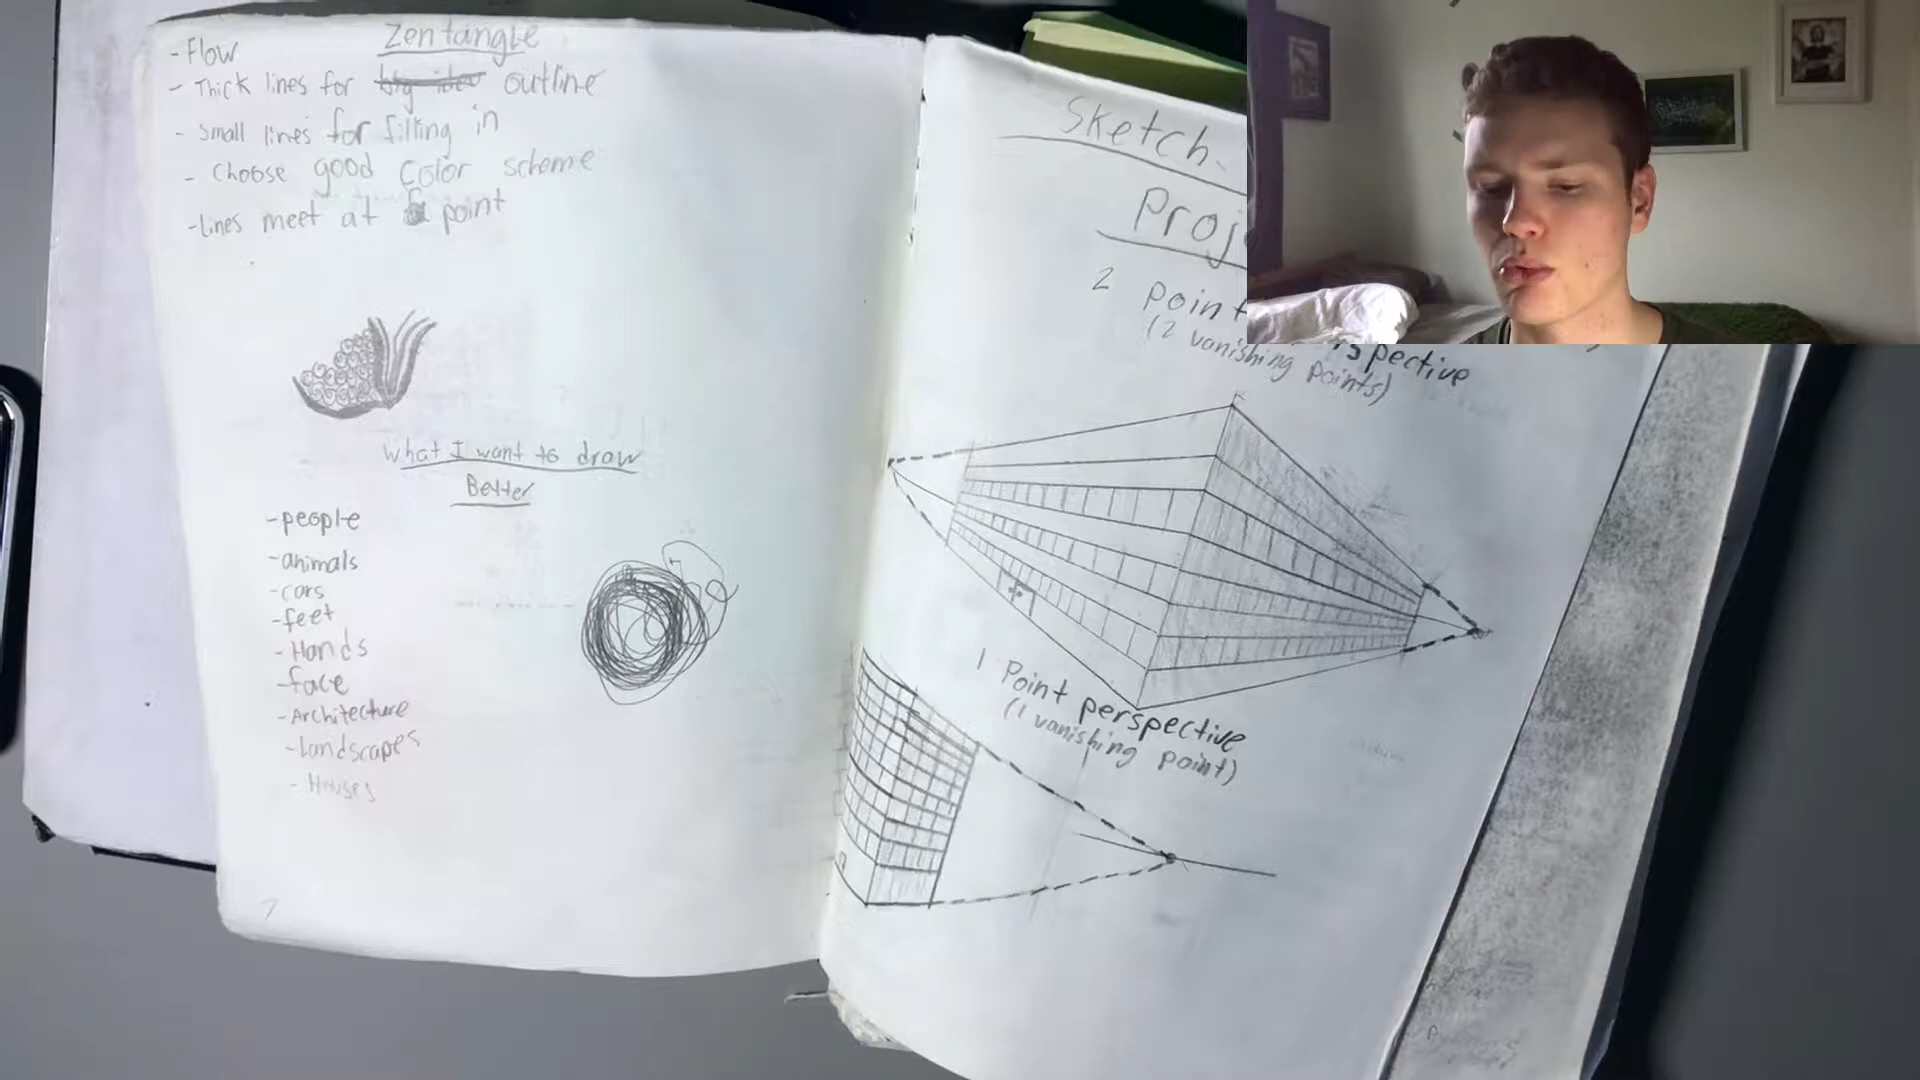 Zentangle
- Flow
- Thick lines for outline
- Small lines for filling in
- Choose good color scheme
- Lines meet at point
What I want to draw
Better
- people
- animals
- cars
- feet
- Hands
- face
- Architecture
- Landscapes
- Houses
Sketch-
Proj
2 point
rspective
(2 vanishing points)
1 Point perspective
(1 vanishing point)